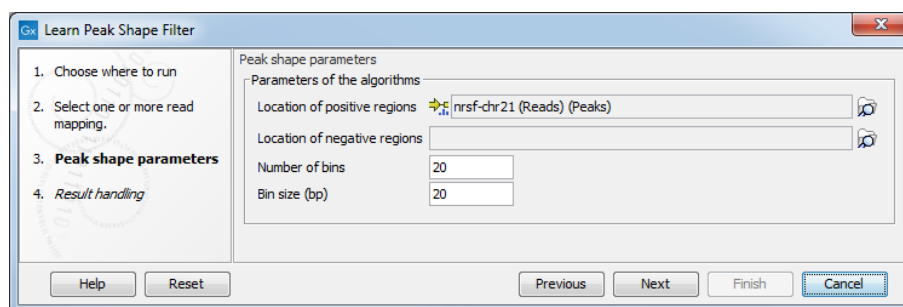 Gx Learn Peak Shape Filter
1. Choose where to run
2. Select one or more read
mapping.
3. Peak shape parameters
4. Result handling
Peak shape parameters
Parameters of the algorithms
Location of positive regions nrsf-chr21 (Reads) (Peaks)
Location of negative regions
Number of bins 20
Bin size (bp) 20
Help Reset Previous Next Finish Cancel